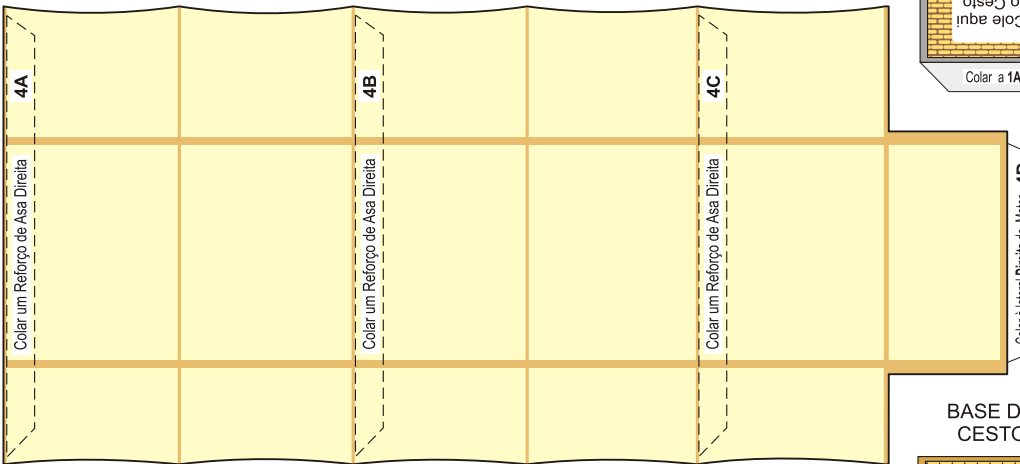 4A
Colar um Reforço de Asa Direita
4B
Colar um Reforço de Asa Direita
4C
Colar um Reforço de Asa Direita
Cole aqui
o Cesto
Colar a 1A
BASE D
CESTO